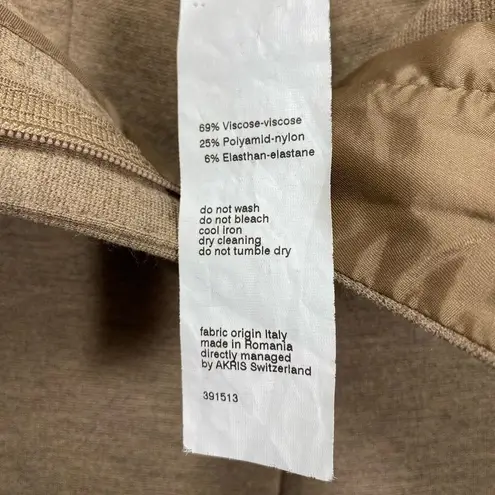 69% Viscose-viscose
25% Polyamid-nylon
6% Elasthan-elastane
do not wash
do not bleach
cool iron
dry cleaning
do not tumble dry
fabric origin Italy
made in Romania
directly managed
by AKRIS Switzerland
391513